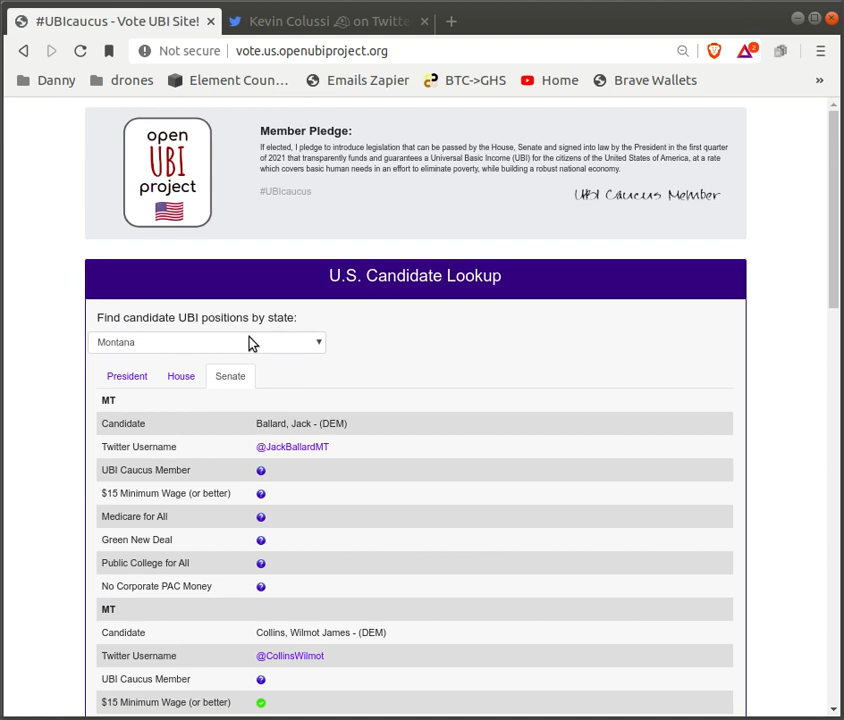 #UBIcaucus - Vote UBI Site!
Kevin Colussi
on Twitte
Not secure
vote.us.openubiproject.org
2
Danny
drones
Element Coun...
Emails Zapier
BTC->GHS
Home
Brave Wallets
»
open
UBI
project
Member Pledge:
If elected, I pledge to introduce legislation that can be passed by the House, Senate and signed into law by the President in the first quarter
of 2021 that transparently funds and guarantees a Universal Basic Income (UBI) for the citizens of the United States of America, at a rate
which covers basic human needs in an effort to eliminate poverty, while building a robust national economy.
#UBIcaucus
UBI Caucus Member
U.S. Candidate Lookup
Find candidate UBI positions by state:
Montana
President House Senate
MT
Candidate Ballard, Jack - (DEM)
Twitter Username @JackBallardMT
UBI Caucus Member ?
$15 Minimum Wage (or better) ?
Medicare for All ?
Green New Deal ?
Public College for All ?
No Corporate PAC Money ?
MT
Candidate Collins, Wilmot James - (DEM)
Twitter Username @CollinsWilmot
UBI Caucus Member ?
$15 Minimum Wage (or better)